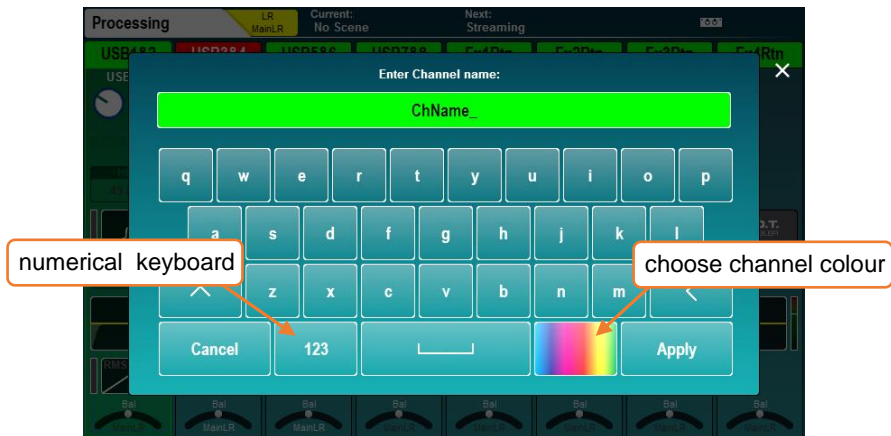 Processing
LR
MainLR
Current:
No Scene
Next:
Streaming
USB1&2 USB3&4 USB5&6 USB7&8 Fx1Rtn Fx2Rtn Fx3Rtn Fx4Rtn
USB
Enter Channel name:
ChName_
q w e r t y u i o p
a s d f g h j k l
numerical keyboard
choose channel colour
z x c v b n m
Cancel 123 Apply
RMS
Bal Bal Bal Bal Bal Bal Bal Bal
MainLR MainLR MainLR MainLR MainLR MainLR MainLR MainLR